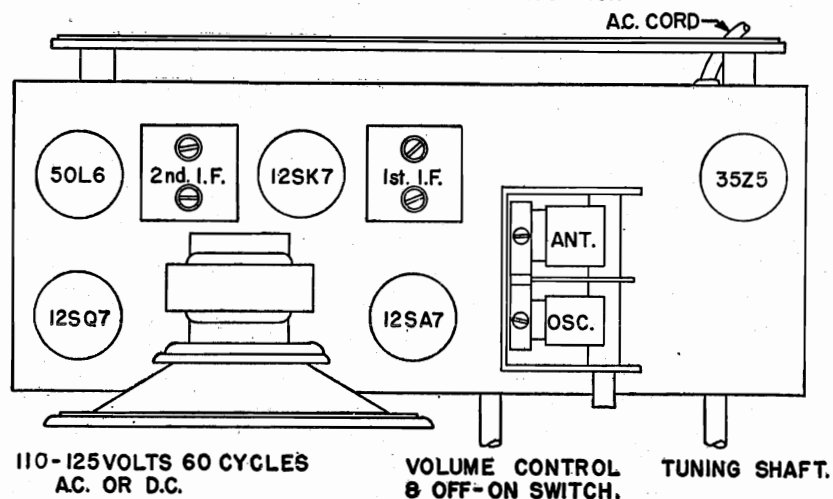 A.C. CORD
50L6
2nd. I.F.
12SK7
1st. I.F.
35Z5
ANT.
12SQ7
12SA7
OSC.
110-125 VOLTS 60 CYCLES
A.C. OR D.C.
VOLUME CONTROL
& OFF-ON SWITCH.
TUNING SHAFT.